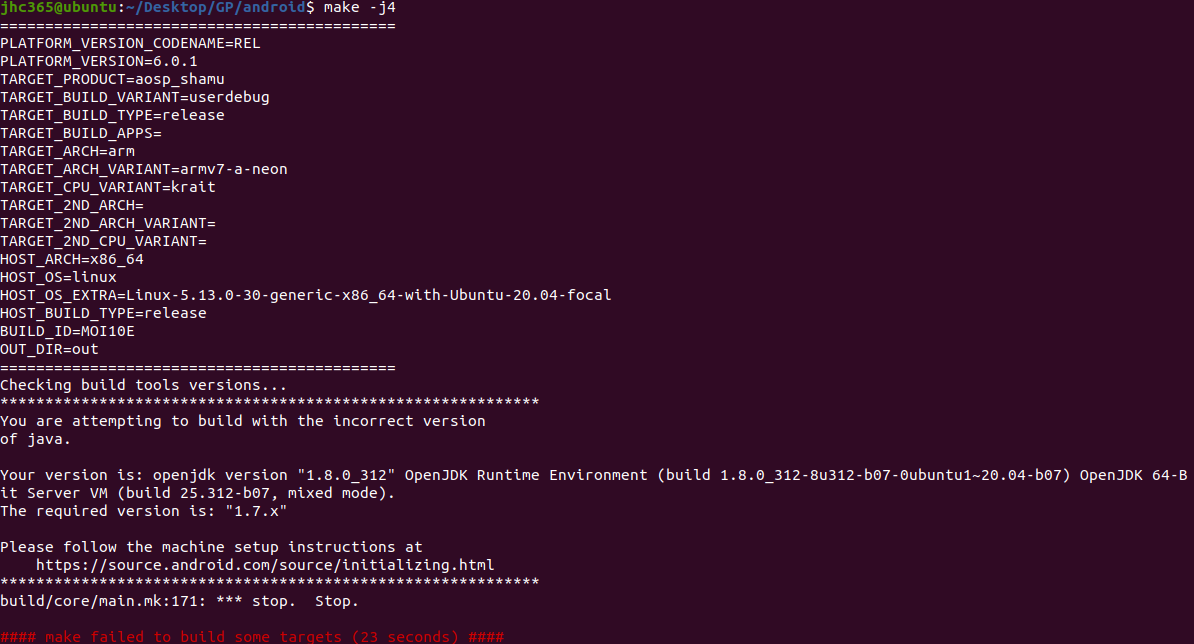 jhc365@ubuntu:~/Desktop/GP/android$ make -j4
============================================
PLATFORM_VERSION_CODENAME=REL
PLATFORM_VERSION=6.0.1
TARGET_PRODUCT=aosp_shamu
TARGET_BUILD_VARIANT=userdebug
TARGET_BUILD_TYPE=release
TARGET_BUILD_APPS=
TARGET_ARCH=arm
TARGET_ARCH_VARIANT=armv7-a-neon
TARGET_CPU_VARIANT=krait
TARGET_2ND_ARCH=
TARGET_2ND_ARCH_VARIANT=
TARGET_2ND_CPU_VARIANT=
HOST_ARCH=x86_64
HOST_OS=linux
HOST_OS_EXTRA=Linux-5.13.0-30-generic-x86_64-with-Ubuntu-20.04-focal
HOST_BUILD_TYPE=release
BUILD_ID=MOI10E
OUT_DIR=out
============================================
Checking build tools versions...
************************************************************
You are attempting to build with the incorrect version
of java.

Your version is: openjdk version "1.8.0_312" OpenJDK Runtime Environment (build 1.8.0_312-8u312-b07-0ubuntu1~20.04-b07) OpenJDK 64-B
it Server VM (build 25.312-b07, mixed mode).
The required version is: "1.7.x"

Please follow the machine setup instructions at
    https://source.android.com/source/initializing.html
************************************************************
build/core/main.mk:171: *** stop.  Stop.

#### make failed to build some targets (23 seconds) ####